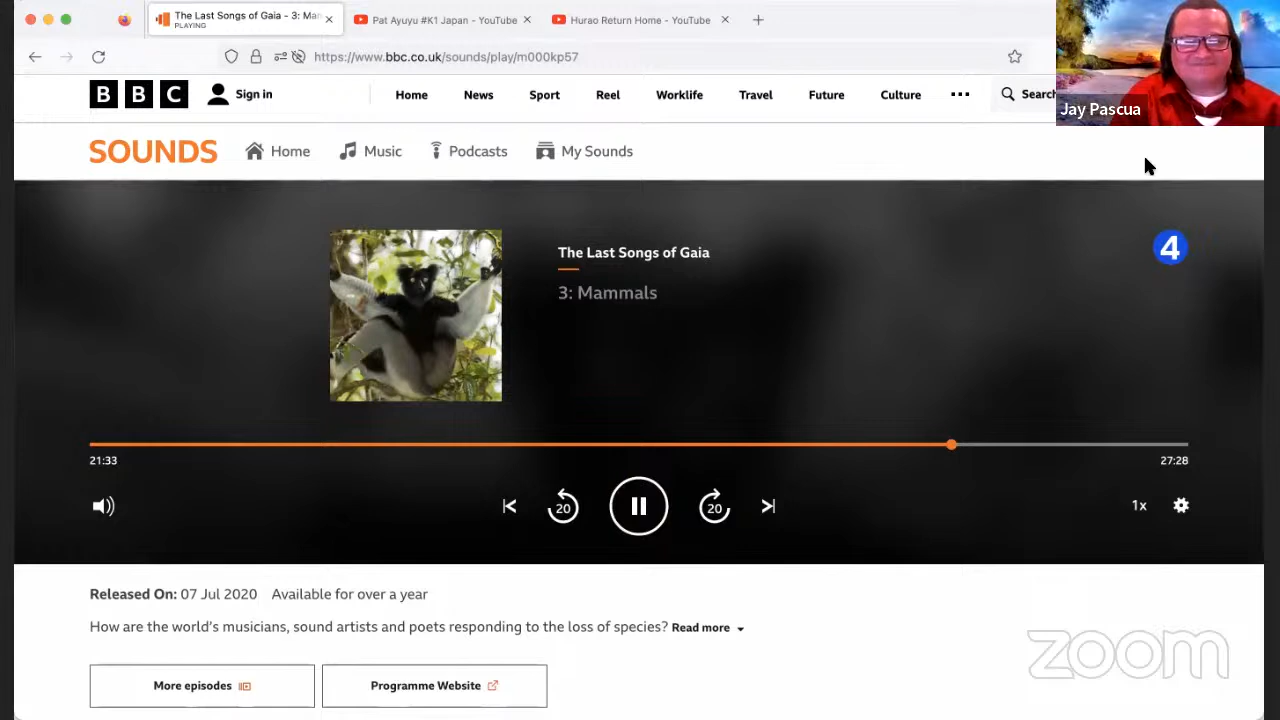 The Last Songs of Gaia - 3: Mam
PLAYING
Pat Ayuyu #K1 Japan - YouTube
Hurao Return Home - YouTube
https://www.bbc.co.uk/sounds/play/m000kp57
BBC
Sign in
Home
News
Sport
Reel
Worklife
Travel
Future
Culture
Search
Jay Pascua
SOUNDS
Home
Music
Podcasts
My Sounds
The Last Songs of Gaia
3: Mammals
4
21:33
27:28
20
20
1x
Released On: 07 Jul 2020 Available for over a year
How are the world's musicians, sound artists and poets responding to the loss of species? Read more
More episodes
Programme Website
zoom